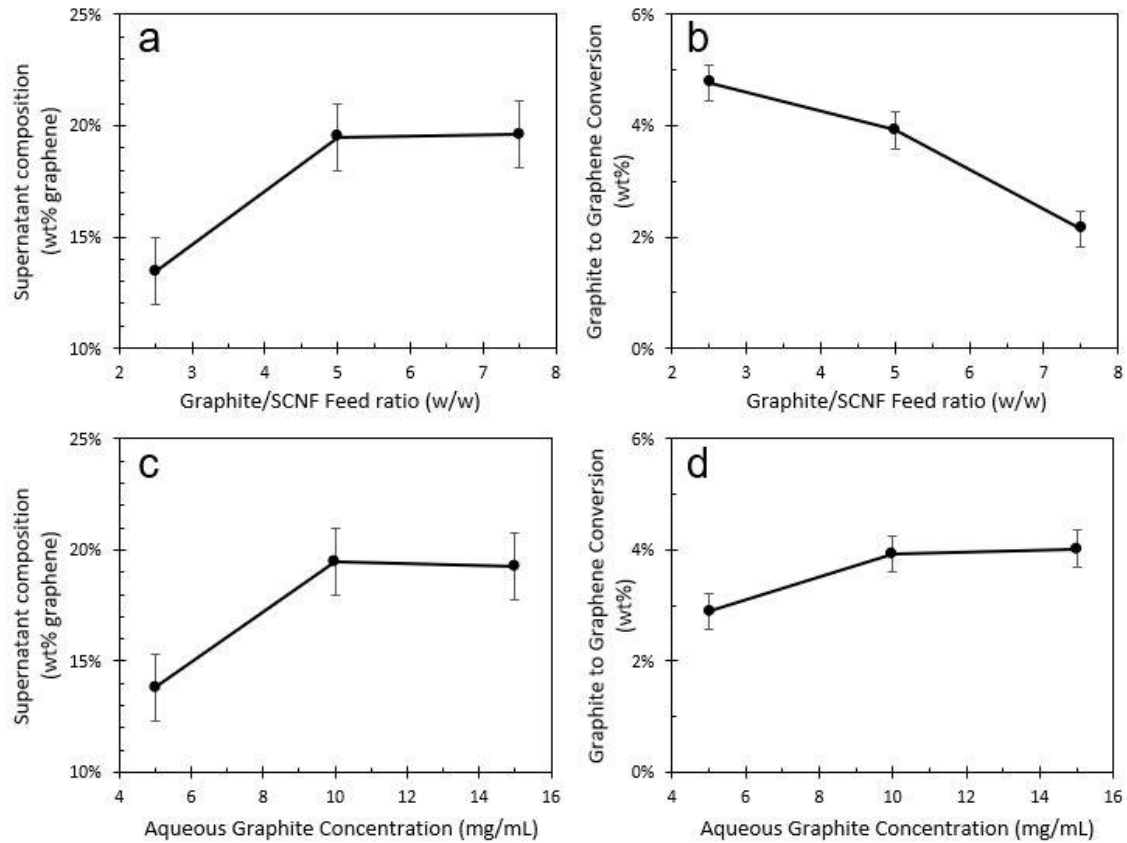 a
25%
20%
15%
10%
Supernatant composition
(wt% graphene)
2 3 4 5 6 7 8
Graphite/SCNF Feed ratio (w/w)
b
6%
4%
2%
0%
Graphite to Graphene Conversion
(wt%)
2 3 4 5 6 7 8
Graphite/SCNF Feed ratio (w/w)
c
25%
20%
15%
10%
Supernatant composition
(wt% graphene)
4 6 8 10 12 14 16
Aqueous Graphite Concentration (mg/mL)
d
6%
4%
2%
0%
Graphite to Graphene Conversion
(wt%)
4 6 8 10 12 14 16
Aqueous Graphite Concentration (mg/mL)